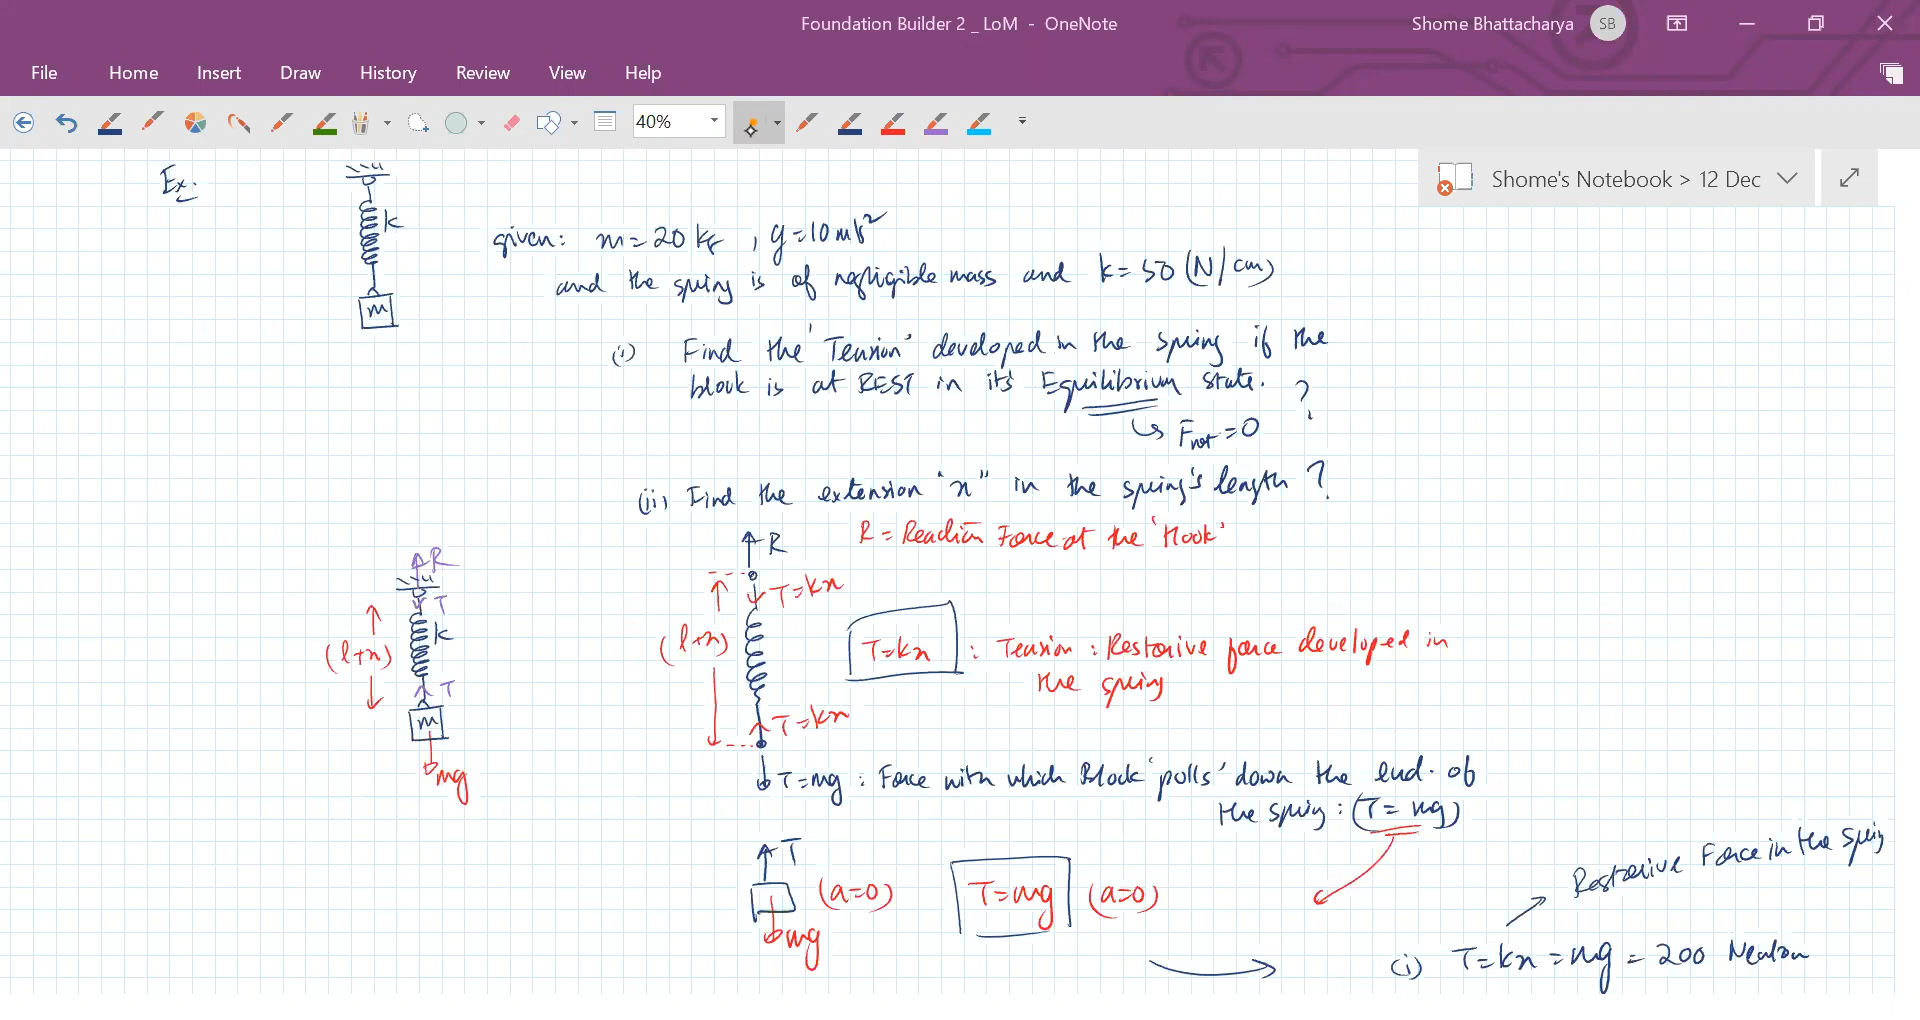 Foundation Builder 2 _ LoM - OneNote
Shome Bhattacharya SB
File Home Insert Draw History Review View Help
40%
Shome's Notebook > 12 Dec
Ex.
k
m
given: m = 20 kg, g = 10 m/s²
and the spring is of negligible mass and k = 50 (N/cm)
(i) Find the 'Tension' developed in the spring if the
block is at REST in it's Equilibrium state. ?
↳ Fnet = 0
(ii) Find the extension "x" in the spring's length ?
R = Reaction Force at the 'Hook'
R
T
k
(l+x)
T
m
mg
R
T = kx
(l+x)
T = kx
T = kx : Tension : Restorive force developed in
the spring
T = mg : Force with which Block 'pulls' down the end. of
the spring : (T = mg)
T
(a=0)
mg
T = mg (a=0)
Restorive Force in the spring
(i) T = kx = mg = 200 Newton